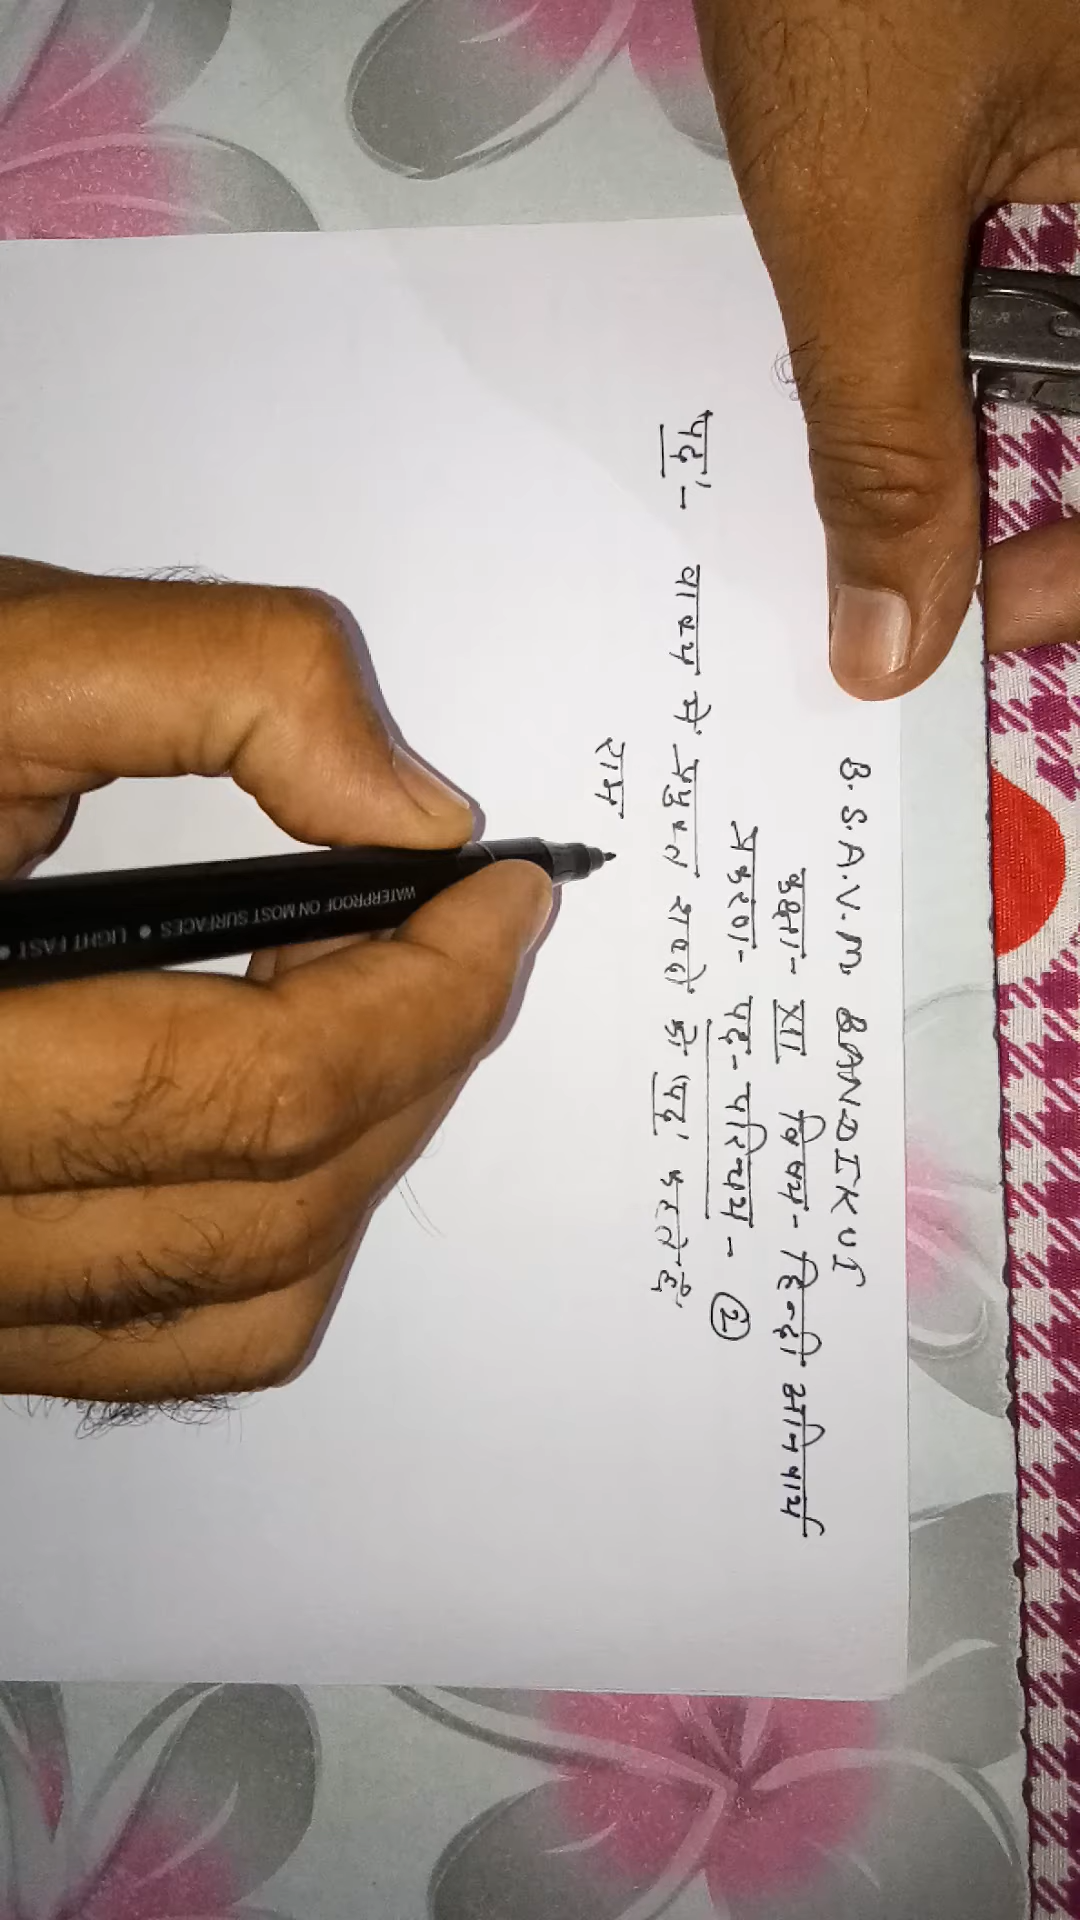 B.S.A.V.M. BANDIKUI
कक्षा- XII विषय- हिन्दी अनिवार्य
प्रकरण- पद- परिचय - 2
'पद'- वाक्य मे प्रयुक्त शब्दो को 'पद' कहते है
राम
WATERPROOF ON MOST SURFACES • LIGHT FAST •